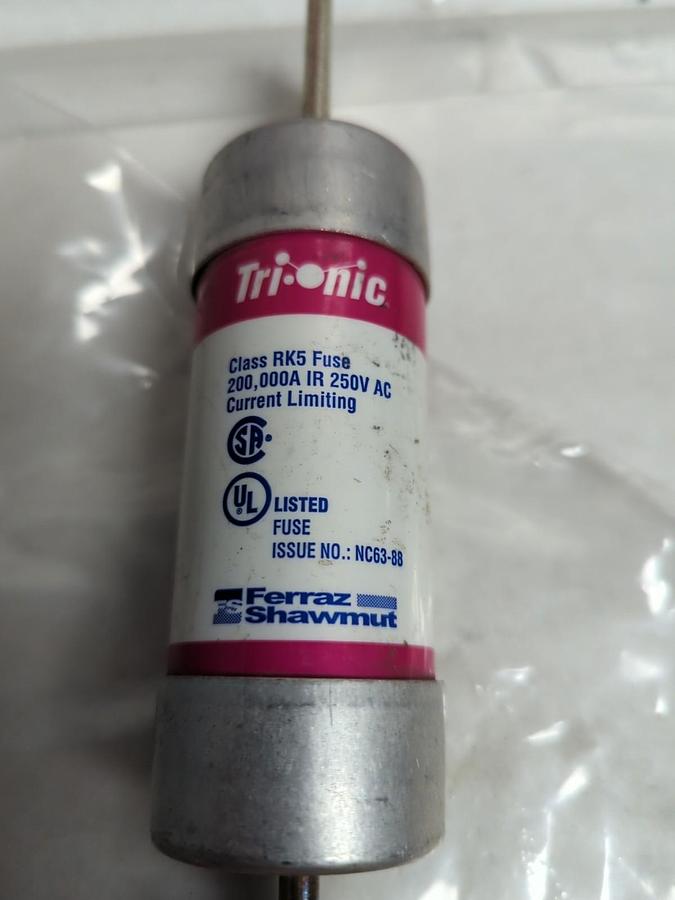 Tri-Onic
Class RK5 Fuse
200,000A IR 250V AC
Current Limiting
SA
UL
LISTED
FUSE
ISSUE NO.: NC63-88
FS Ferraz
Shawmut